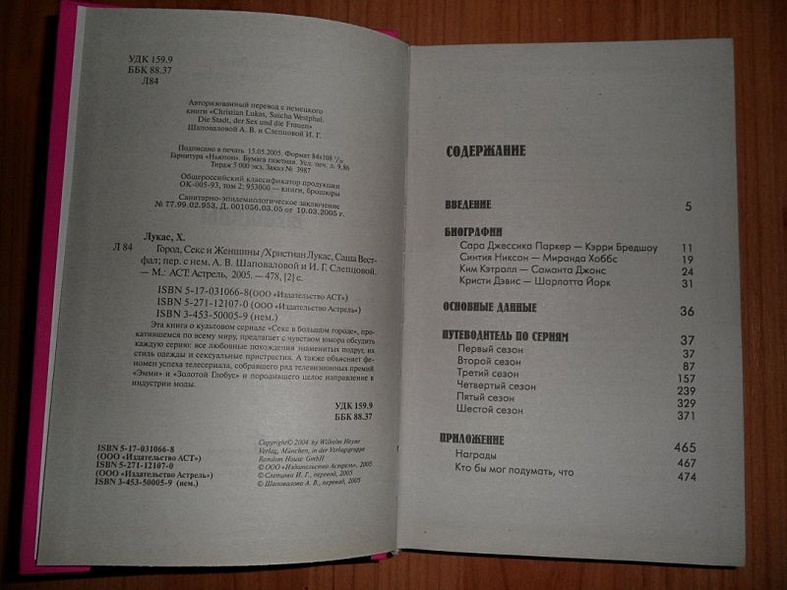 УДК 159.9
ББК 88.37
Л84
Авторизованный перевод с немецкого
книги «Christian Lukas, Sascha Westphal.
Die Stadt, der Sex und die Frauen»
Шаповаловой А. В. и Слепцовой И. Г.
Подписано в печать 15.05.2005. Формат 84х108 1/32
Гарнитура «Ньютон». Бумага газетная. Усл. печ. л. 9,86
Тираж 5 000 экз. Заказ № 3987
Общероссийский классификатор продукции
ОК-005-93, том 2; 953000 — книги, брошюры
Санитарно-эпидемиологическое заключение
№ 77.99.02.953. Д. 001056.03.05 от 10.03.2005 г.
Лукас, Х.
Л 84 Город, Секс и Женщины/Христиан Лукас, Саша Вест-
фал; пер. с нем. А. В. Шаповаловой и И. Г. Слепцовой.
— М.: АСТ: Астрель, 2005. — 478, [2] с.
ISBN 5-17-031066-8(ООО «Издательство АСТ»)
ISBN 5-271-12107-0 (ООО «Издательство Астрель»)
ISBN 3-453-50005-9 (нем.)
Эта книга о культовом сериале «Секс в большом городе», про-
катившемся по всему миру, предлагает с чувством юмора обсудить
каждую серию: все любовные похождения знаменитых подруг, их
стиль одежды и сексуальные пристрастия. А также объясняет фе-
номен успеха телесериала, собравшего ряд телевизионных премий
«Эмми» и «Золотой Глобус» и породившего целое направление в
индустрии моды.
УДК 159.9
ББК 88.37
ISBN 5-17-031066-8
(ООО «Издательство АСТ»)
ISBN 5-271-12107-0
(ООО «Издательство Астрель»)
ISBN 3-453-50005-9 (нем.)
Copyright© 2004 by Wilhelm Heyne
Verlag, München, in der Verlagsgruppe
Random House GmbH
© ООО «Издательство Астрель», 2005
© Слепцова И. Г., перевод, 2005
© Шаповалова А. В., перевод, 2005
СОДЕРЖАНИЕ
ВВЕДЕНИЕ 5
БИОГРАФИИ
Сара Джессика Паркер — Кэрри Бредшоу 11
Синтия Никсон — Миранда Хоббс 19
Ким Кэтралл — Саманта Джонс 24
Кристи Дэвис — Шарлотта Йорк 31
ОСНОВНЫЕ ДАННЫЕ 36
ПУТЕВОДИТЕЛЬ ПО СЕРИЯМ 37
Первый сезон 37
Второй сезон 87
Третий сезон 157
Четвертый сезон 239
Пятый сезон 329
Шестой сезон 371
ПРИЛОЖЕНИЕ 465
Награды 467
Кто бы мог подумать, что 474